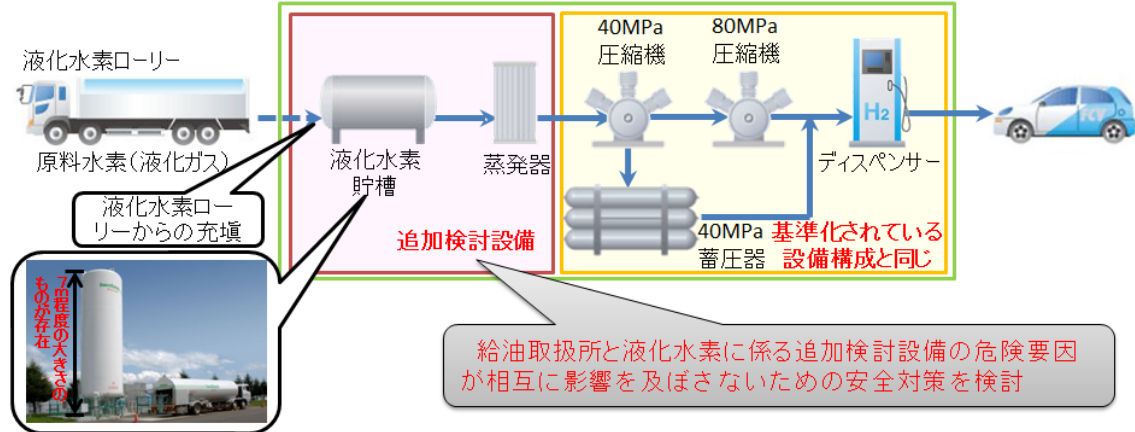 液化水素ローリー
原料水素(液化ガス)
液化水素ロー
リーからの充塡
7m程度の大きさの
ものが存在
液化水素
貯槽
蒸発器
追加検討設備
40MPa
圧縮機
80MPa
圧縮機
H2
ディスペンサー
FCV
40MPa
蓄圧器
基準化されている
設備構成と同じ
給油取扱所と液化水素に係る追加検討設備の危険要因
が相互に影響を及ぼさないための安全対策を検討